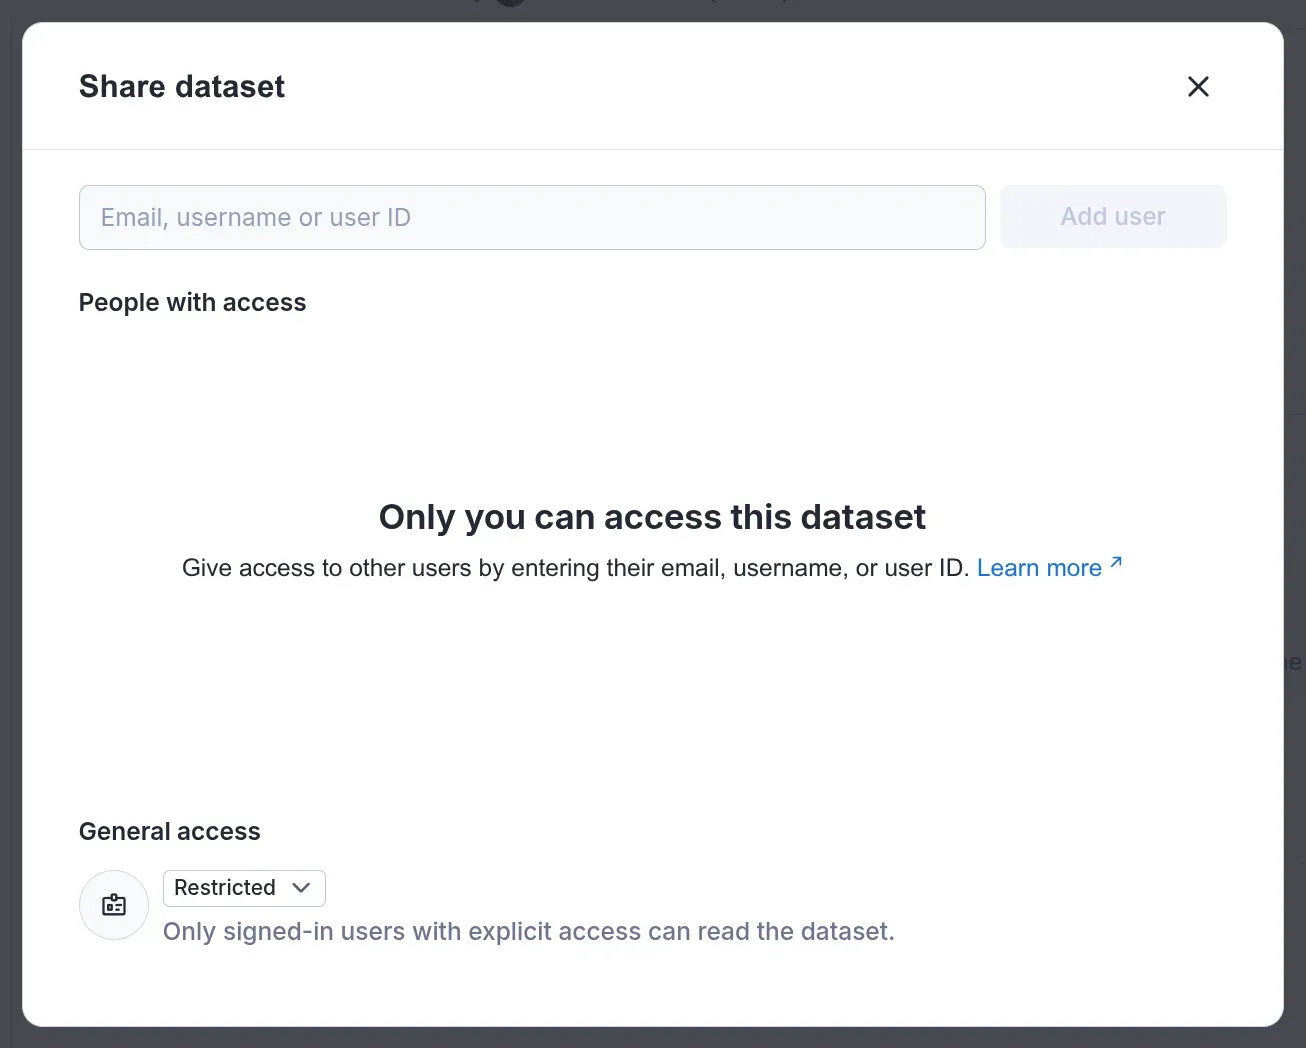 Share dataset
Email, username or user ID
Add user
People with access
Only you can access this dataset
Give access to other users by entering their email, username, or user ID. Learn more
General access
Restricted
Only signed-in users with explicit access can read the dataset.